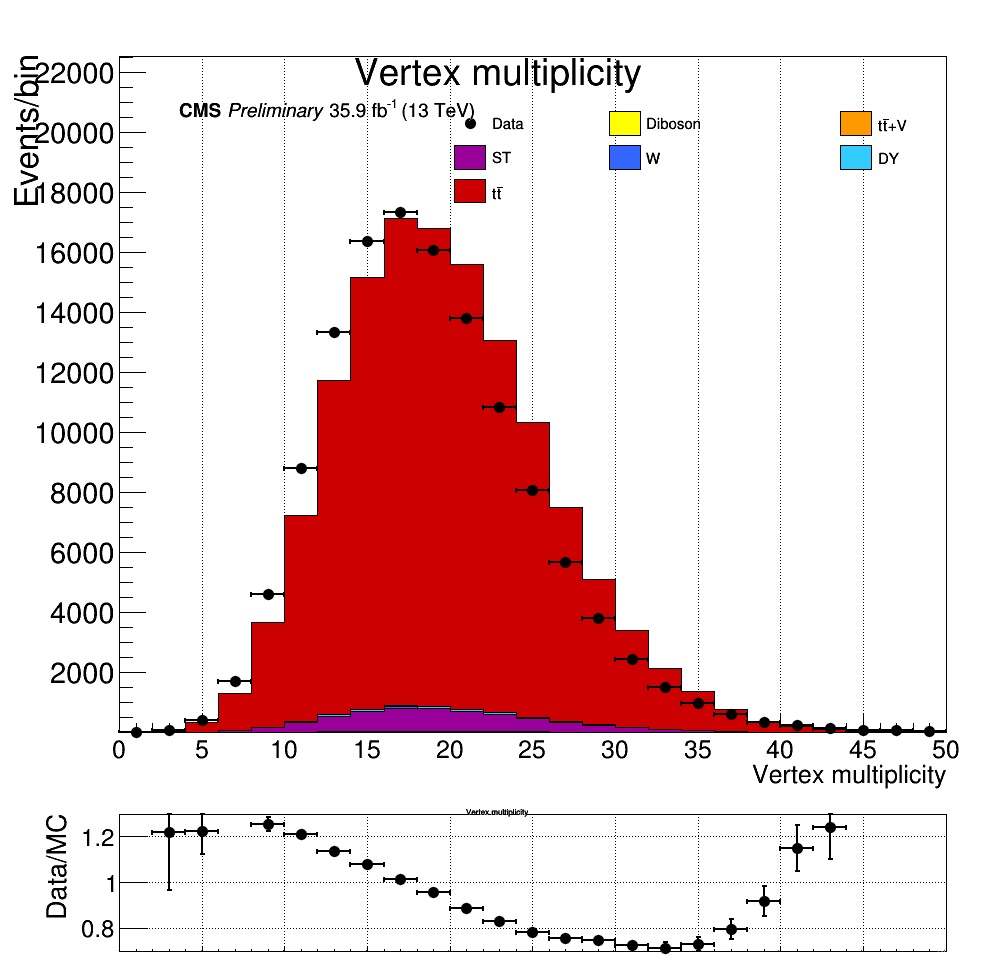 Vertex multiplicity
CMS Preliminary 35.9 fb⁻¹ (13 TeV)
Data
Diboson
tt̄+V
ST
W
DY
tt̄
Events/bin
22000
20000
18000
16000
14000
12000
10000
8000
6000
4000
2000
0 5 10 15 20 25 30 35 40 45 50
Vertex multiplicity
Vertex multiplicity
Data/MC
1.2
1
0.8